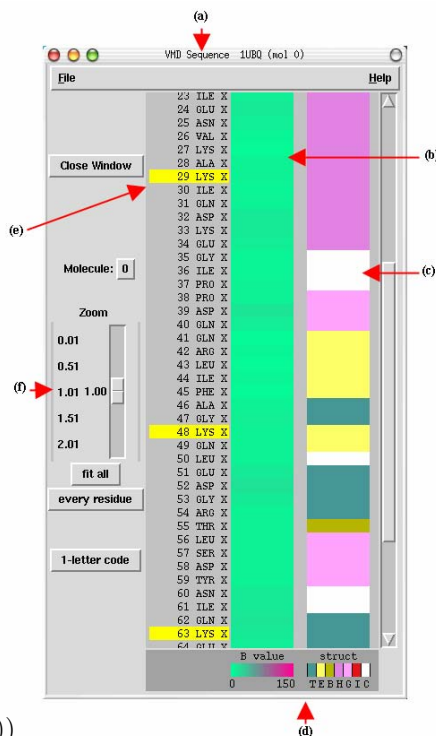 (a)
VMD Sequence 1UBQ (mol 0)
File Help
23 ILE X
24 GLU X
25 ASN X
26 VAL X
27 LYS X
(b)
28 ALA X
Close Window
29 LYS X
(e)
30 ILE X
31 GLN X
32 ASP X
33 LYS X
34 GLU X
35 GLY X
Molecule: 0
36 ILE X
(c)
37 PRO X
38 PRO X
Zoom
39 ASP X
40 GLN X
0.01
41 GLN X
42 ARG X
0.51
43 LEU X
44 ILE X
(f)
1.01 1.00
45 PHE X
46 ALA X
1.51
47 GLY X
2.01
48 LYS X
49 GLN X
50 LEU X
fit all
51 GLU X
52 ASP X
every residue
53 GLY X
54 ARG X
55 THR X
56 LEU X
1-letter code
57 SER X
58 ASP X
59 TYR X
60 ASN X
61 ILE X
62 GLN X
63 LYS X
64 GLU X
B value struct
0 150 T E B H G I C
))
(d)